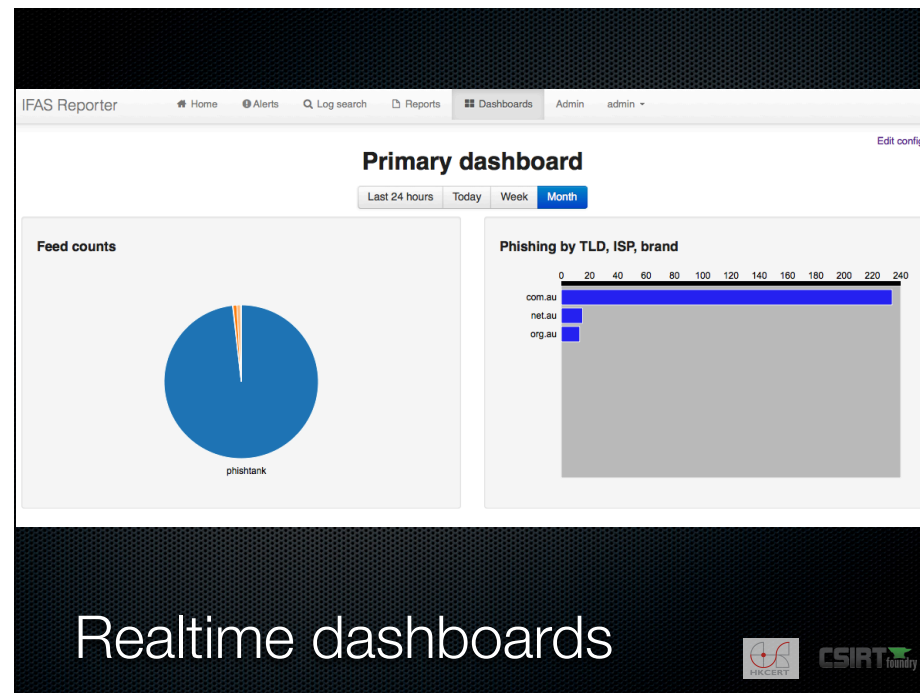 IFAS Reporter Home Alerts Log search Reports Dashboards Admin admin
Edit config
Primary dashboard
Last 24 hours Today Week Month
Feed counts
phishtank
Phishing by TLD, ISP, brand
0 20 40 60 80 100 120 140 160 180 200 220 240
com.au
net.au
org.au
Realtime dashboards
HKCERT
CSIRT foundry